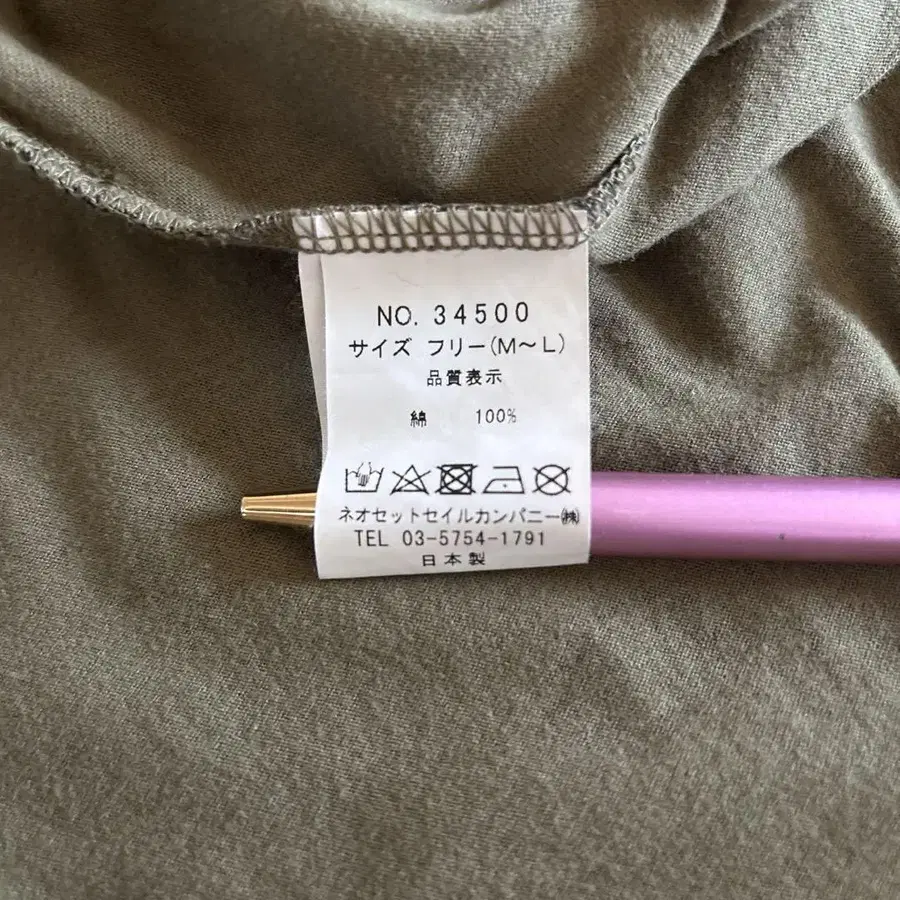 NO. 34500
サイズ フリー(M〜L)
品質表示
綿 100%
ネオセットセイルカンパニー㈱
TEL 03-5754-1791
日本製